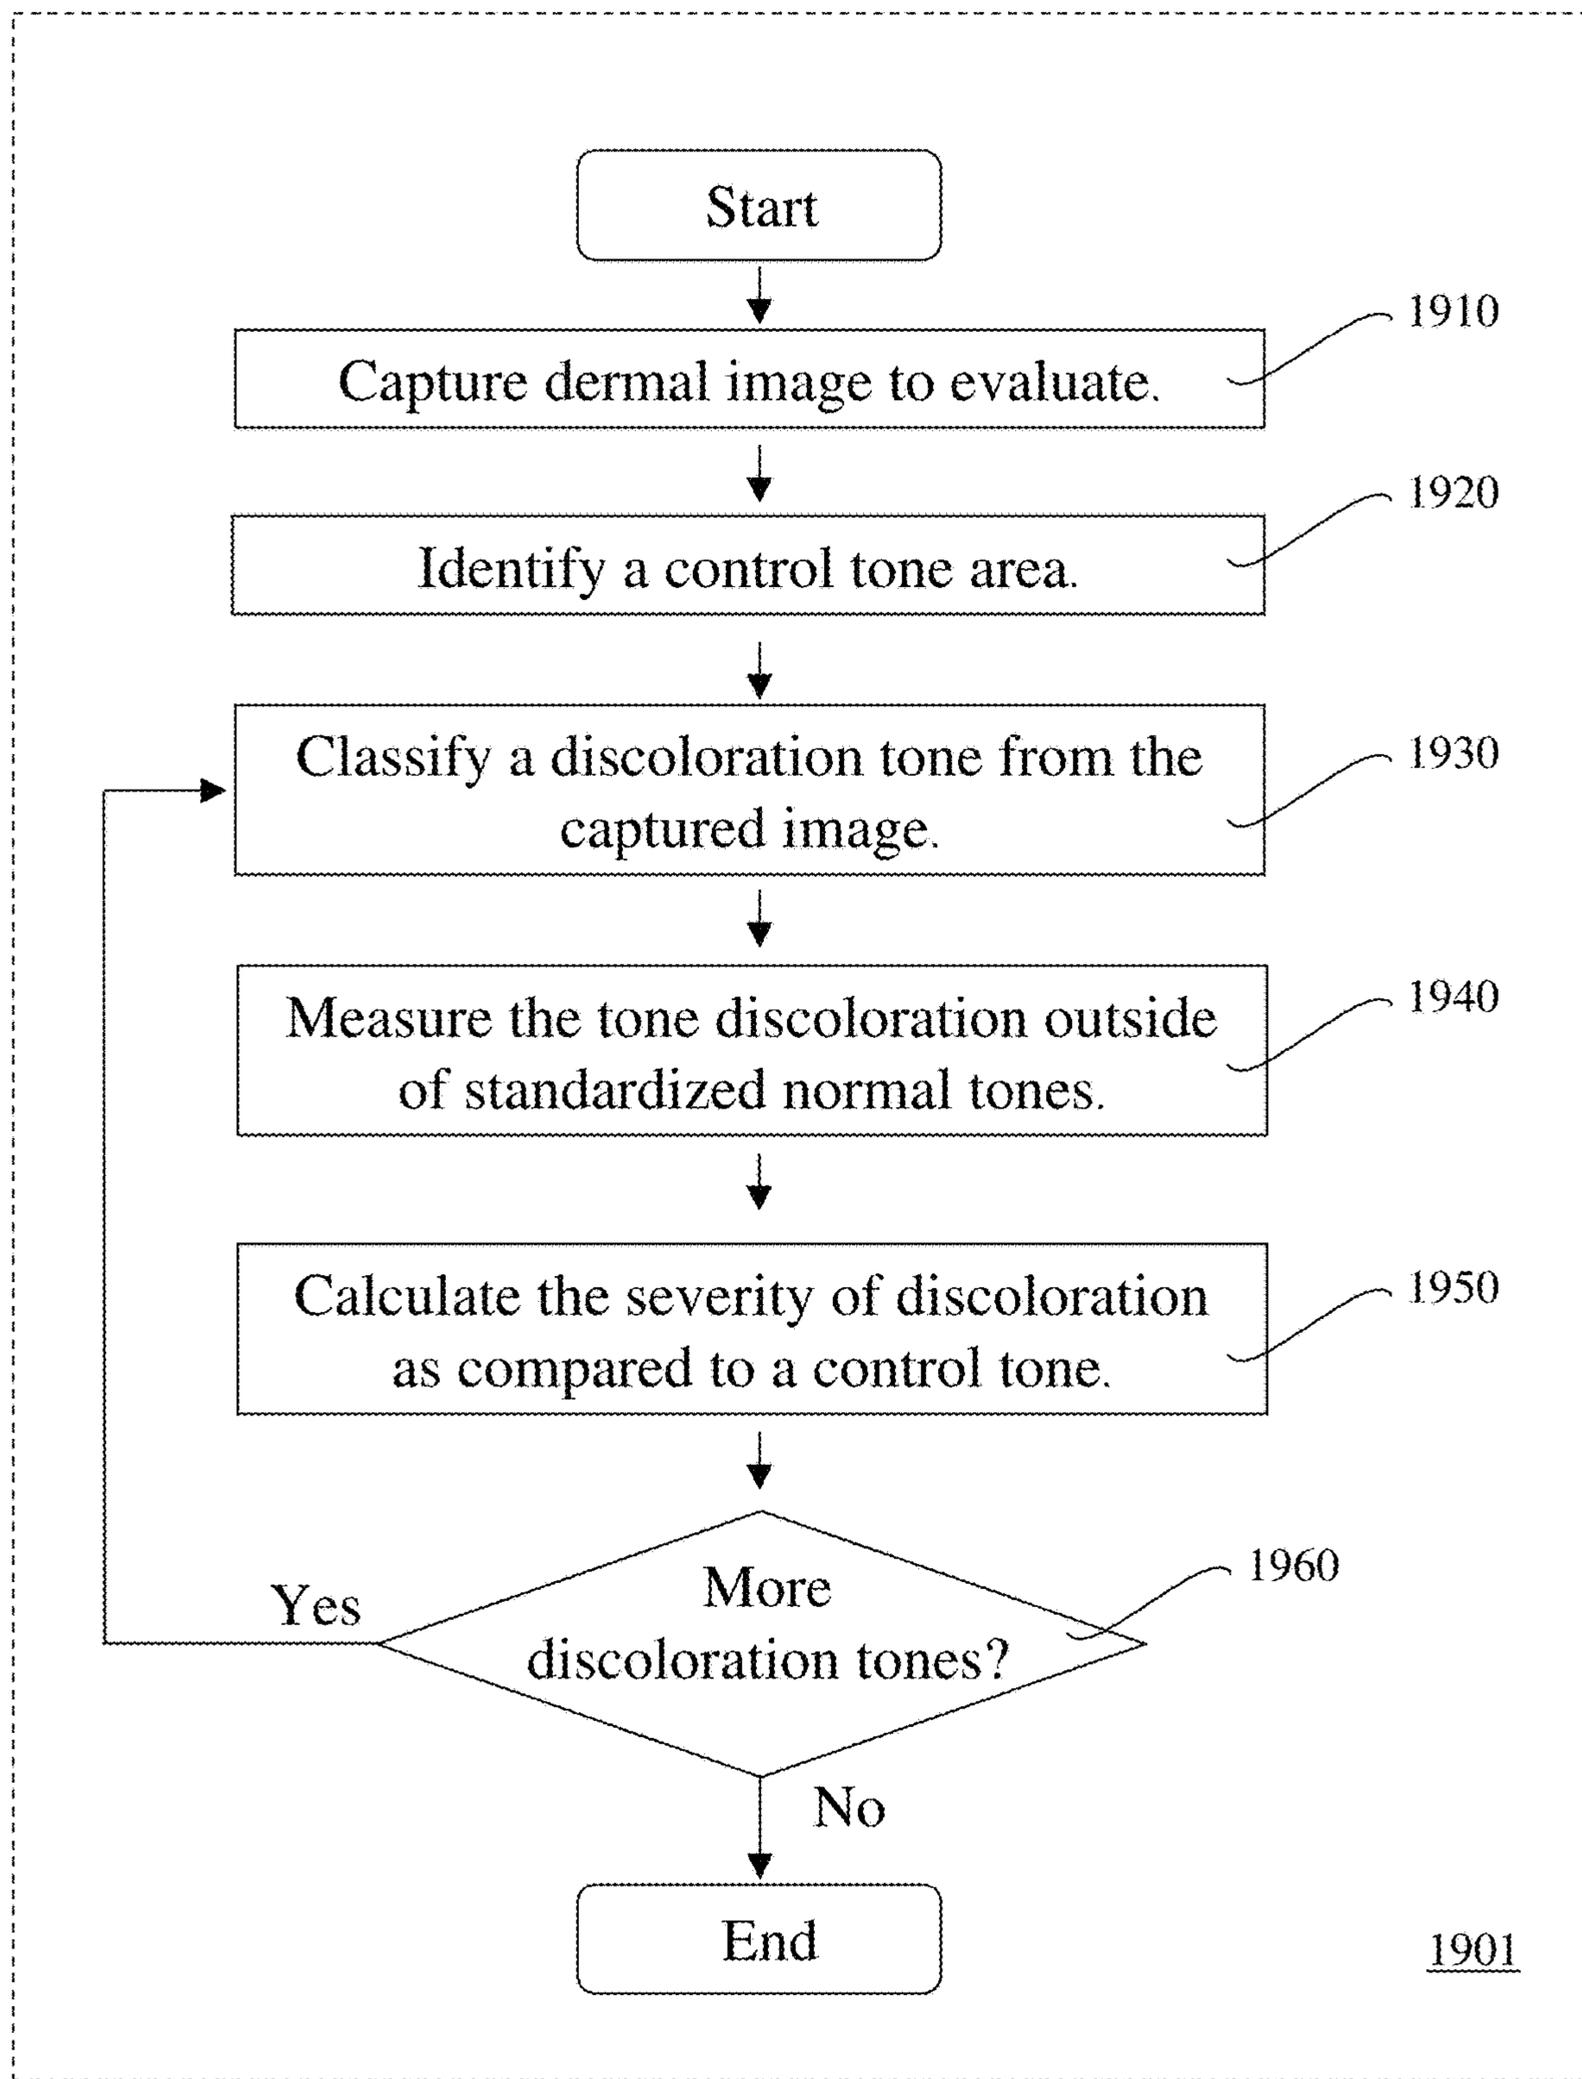 Start
1910
Capture dermal image to evaluate.
1920
Identify a control tone area.
1930
Classify a discoloration tone from the
captured image.
1940
Measure the tone discoloration outside
of standardized normal tones.
1950
Calculate the severity of discoloration
as compared to a control tone.
1960
More
discoloration tones?
Yes
No
End
1901